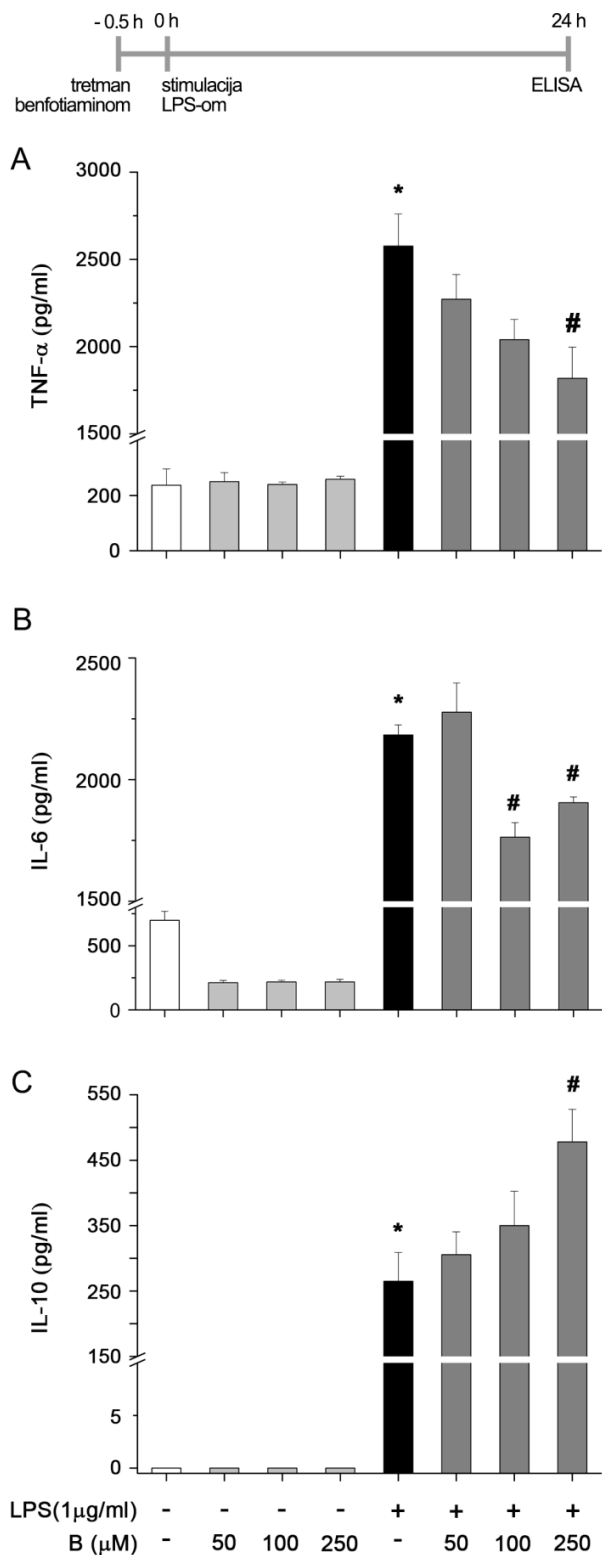 - 0.5 h 0 h 24 h
tretman stimulacija ELISA
benfotiaminom LPS-om
A
3000
*
2500
#
2000
TNF-α (pg/ml)
1500
200
0
B
2500
*
#
2000
#
IL-6 (pg/ml)
1500
500
0
C
550
#
450
350
*
IL-10 (pg/ml)
250
150
5
0
LPS(1μg/ml) - - - - + + + +
B (μM) - 50 100 250 - 50 100 250